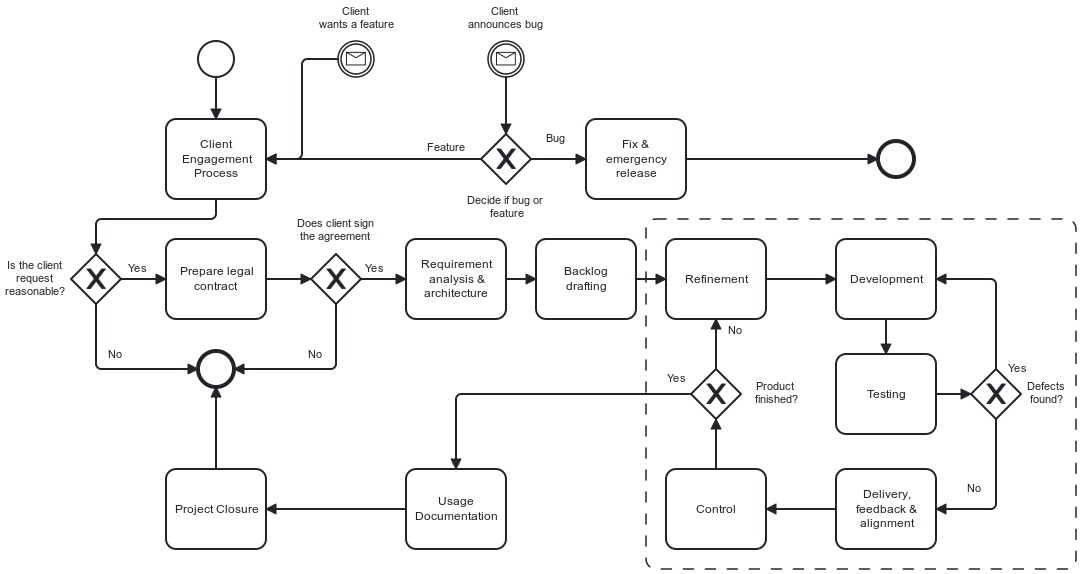 Client
wants a feature
Client
announces bug
Client
Engagement
Process
Feature
Bug
Fix &
emergency
release
Decide if bug or
feature
Does client sign
the agreement
Is the client
request
reasonable?
Yes
Prepare legal
contract
Yes
Requirement
analysis &
architecture
Backlog
drafting
Refinement
Development
No
No
No
Yes
Product
finished?
Testing
Yes
Defects
found?
Project Closure
Usage
Documentation
Control
Delivery,
feedback &
alignment
No